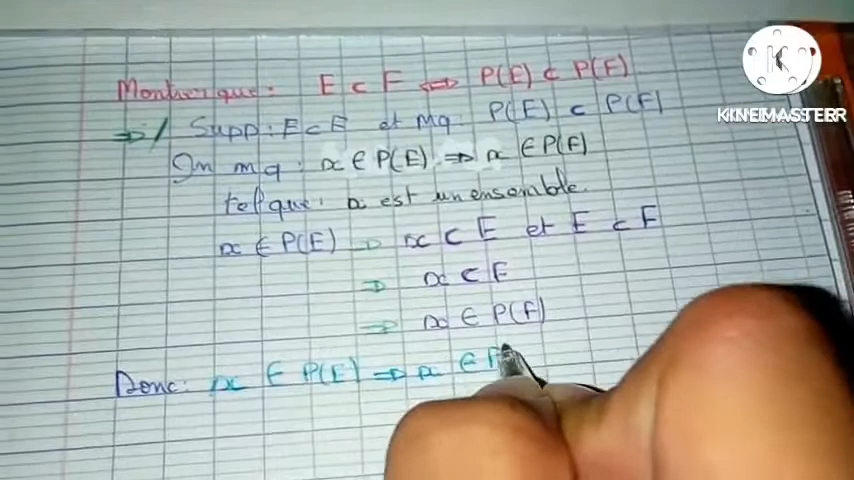 Montrer que: E ⊂ F ⇔ P(E) ⊂ P(F)
K
KINEMASTER
⇒ / Supp: E ⊂ F et Mq: P(E) ⊂ P(F)
On mq: x ∈ P(E) ⇒ x ∈ P(F)
tel que: x est un ensemble.
x ∈ P(E) ⇒ x ⊂ E et E ⊂ F
⇒ x ⊂ F
⇒ x ∈ P(F)
Donc: x ∈ P(E) ⇒ x ∈ P